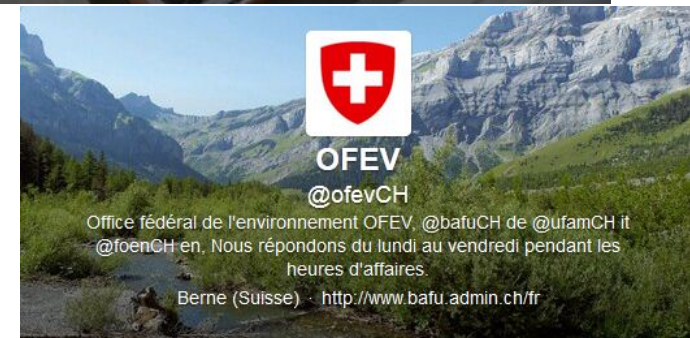 OFEV
@ofevCH
Office fédéral de l'environnement OFEV, @bafuCH de @ufamCH it
@foenCH en, Nous répondons du lundi au vendredi pendant les
heures d'affaires.
Berne (Suisse) · http://www.bafu.admin.ch/fr